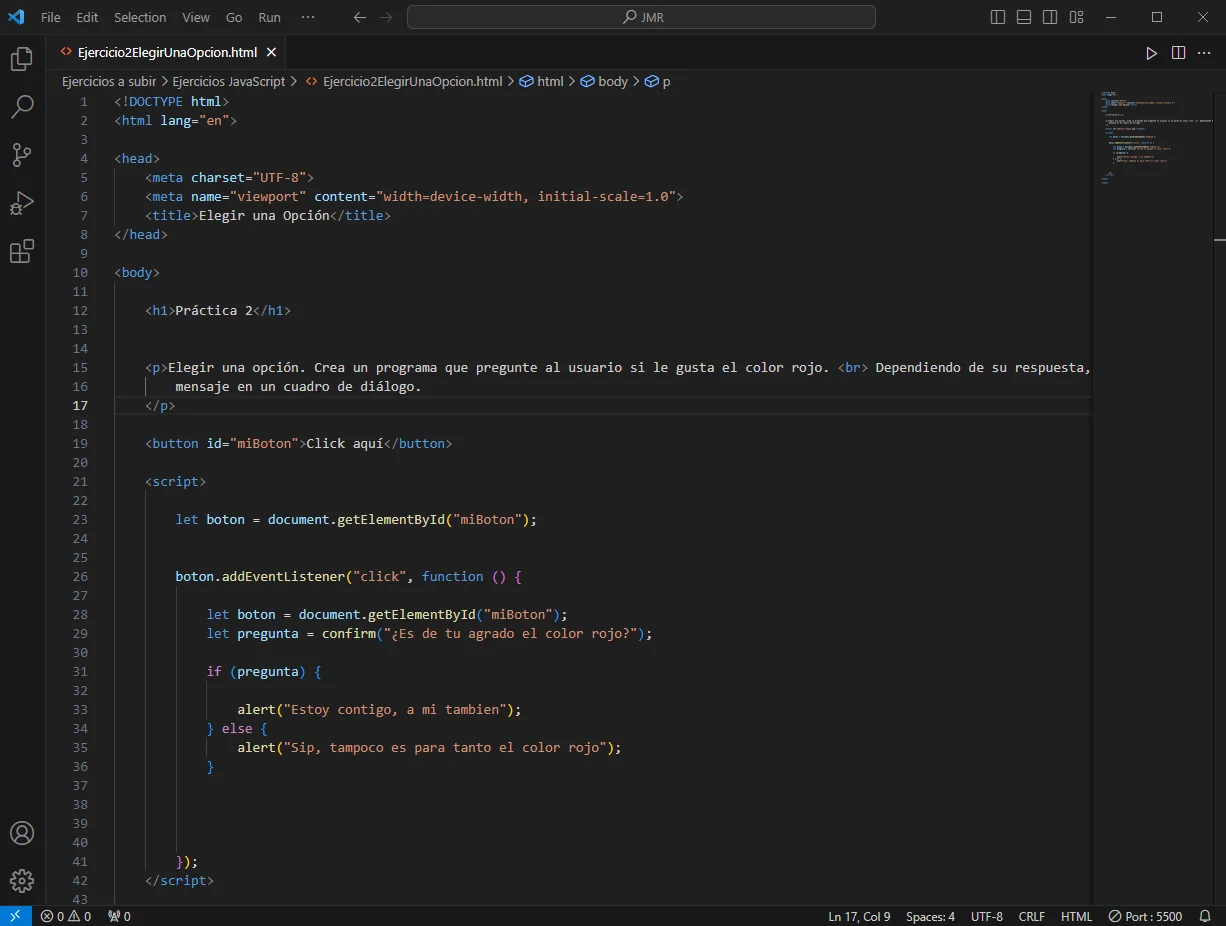 File Edit Selection View Go Run ··· JMR
Ejercicio2ElegirUnaOpcion.html
Ejercicios a subir > Ejercicios JavaScript > Ejercicio2ElegirUnaOpcion.html > html > body > p
1 <!DOCTYPE html>
2 <html lang="en">
3
4 <head>
5 <meta charset="UTF-8">
6 <meta name="viewport" content="width=device-width, initial-scale=1.0">
7 <title>Elegir una Opción</title>
8 </head>
9
10 <body>
11
12 <h1>Práctica 2</h1>
13
14
15 <p>Elegir una opción. Crea un programa que pregunte al usuario si le gusta el color rojo. <br> Dependiendo de su respuesta,
16 mensaje en un cuadro de diálogo.
17 </p>
18
19 <button id="miBoton">Click aquí</button>
20
21 <script>
22
23 let boton = document.getElementById("miBoton");
24
25
26 boton.addEventListener("click", function () {
27
28 let boton = document.getElementById("miBoton");
29 let pregunta = confirm("¿Es de tu agrado el color rojo?");
30
31 if (pregunta) {
32
33 alert("Estoy contigo, a mi tambien");
34 } else {
35 alert("Sip, tampoco es para tanto el color rojo");
36 }
37
38
39
40
41 });
42 </script>
43
0 0 0 Ln 17, Col 9 Spaces: 4 UTF-8 CRLF HTML Port : 5500